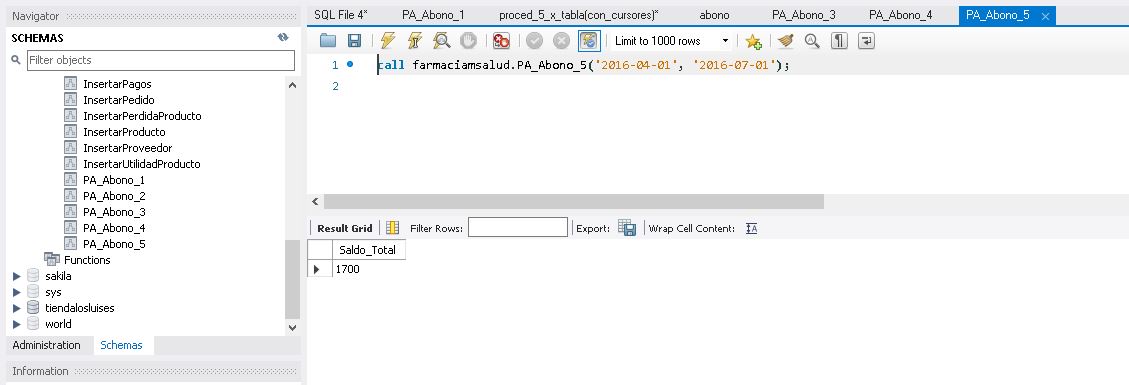 Navigator
SCHEMAS
Filter objects
InsertarPagos
InsertarPedido
InsertarPerdidaProducto
InsertarProducto
InsertarProveedor
InsertarUtilidadProducto
PA_Abono_1
PA_Abono_2
PA_Abono_3
PA_Abono_4
PA_Abono_5
Functions
sakila
sys
tiendalosluises
world
Administration Schemas
Information
SQL File 4* PA_Abono_1 proced_5_x_tabla(con_cursores)* abono PA_Abono_3 PA_Abono_4 PA_Abono_5
Limit to 1000 rows
1 call farmaciamsalud.PA_Abono_5('2016-04-01', '2016-07-01');
2
Result Grid Filter Rows: Export: Wrap Cell Content:
Saldo_Total
1700